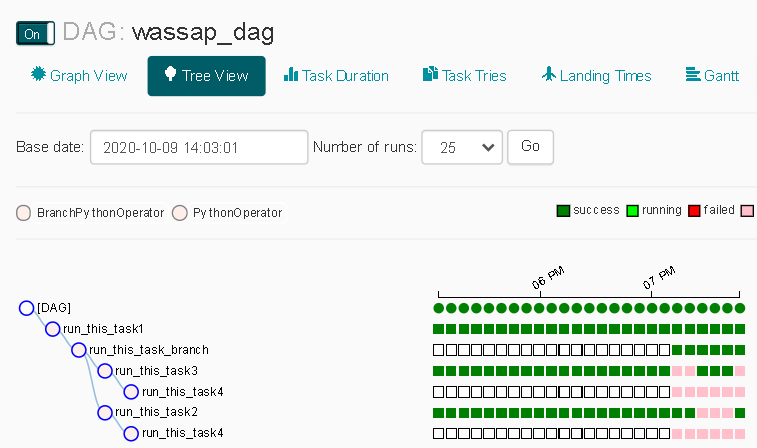 On DAG: wassap_dag
Graph View Tree View Task Duration Task Tries Landing Times Gantt
Base date: 2020-10-09 14:03:01 Number of runs: 25 Go
BranchPythonOperator PythonOperator success running failed
06 PM 07 PM
[DAG]
run_this_task1
run_this_task_branch
run_this_task3
run_this_task4
run_this_task2
run_this_task4